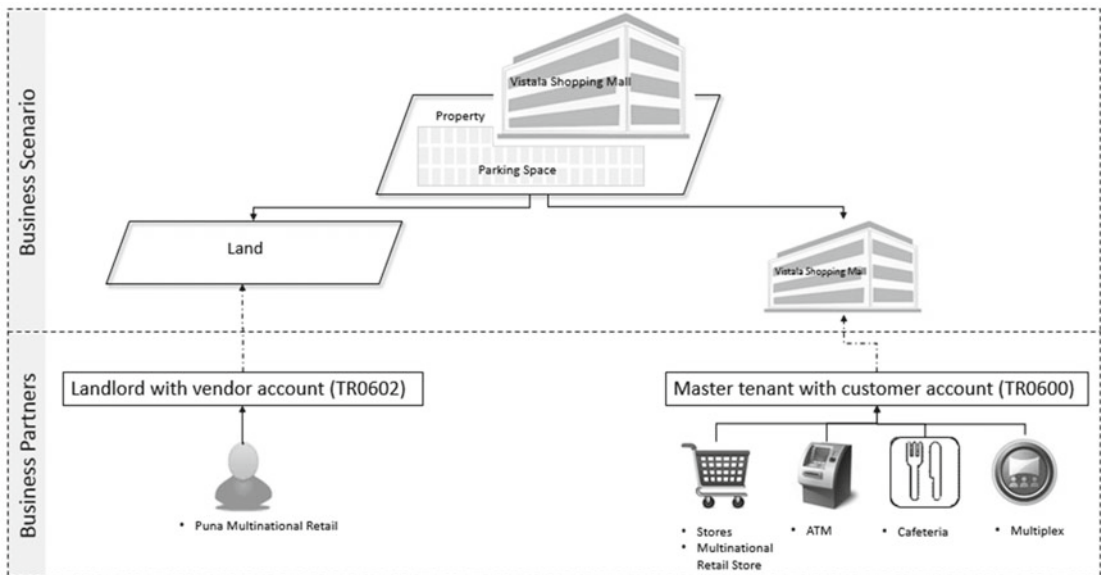 Business Scenario
Vistala Shopping Mall
Property
Parking Space
Land
Vistala Shopping Mall
Business Partners
Landlord with vendor account (TR0602)
Master tenant with customer account (TR0600)
▪ Puna Multinational Retail
▪ Stores
▪ Multinational
Retail Store
▪ ATM
▪ Cafeteria
▪ Multiplex